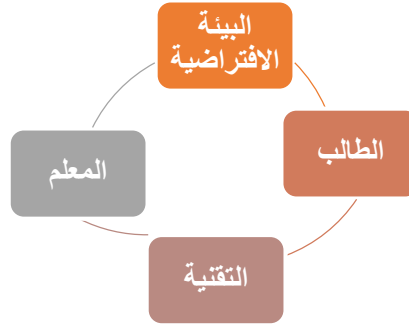 البيئة
الافتراضية
الطالب
المعلم
التقنية